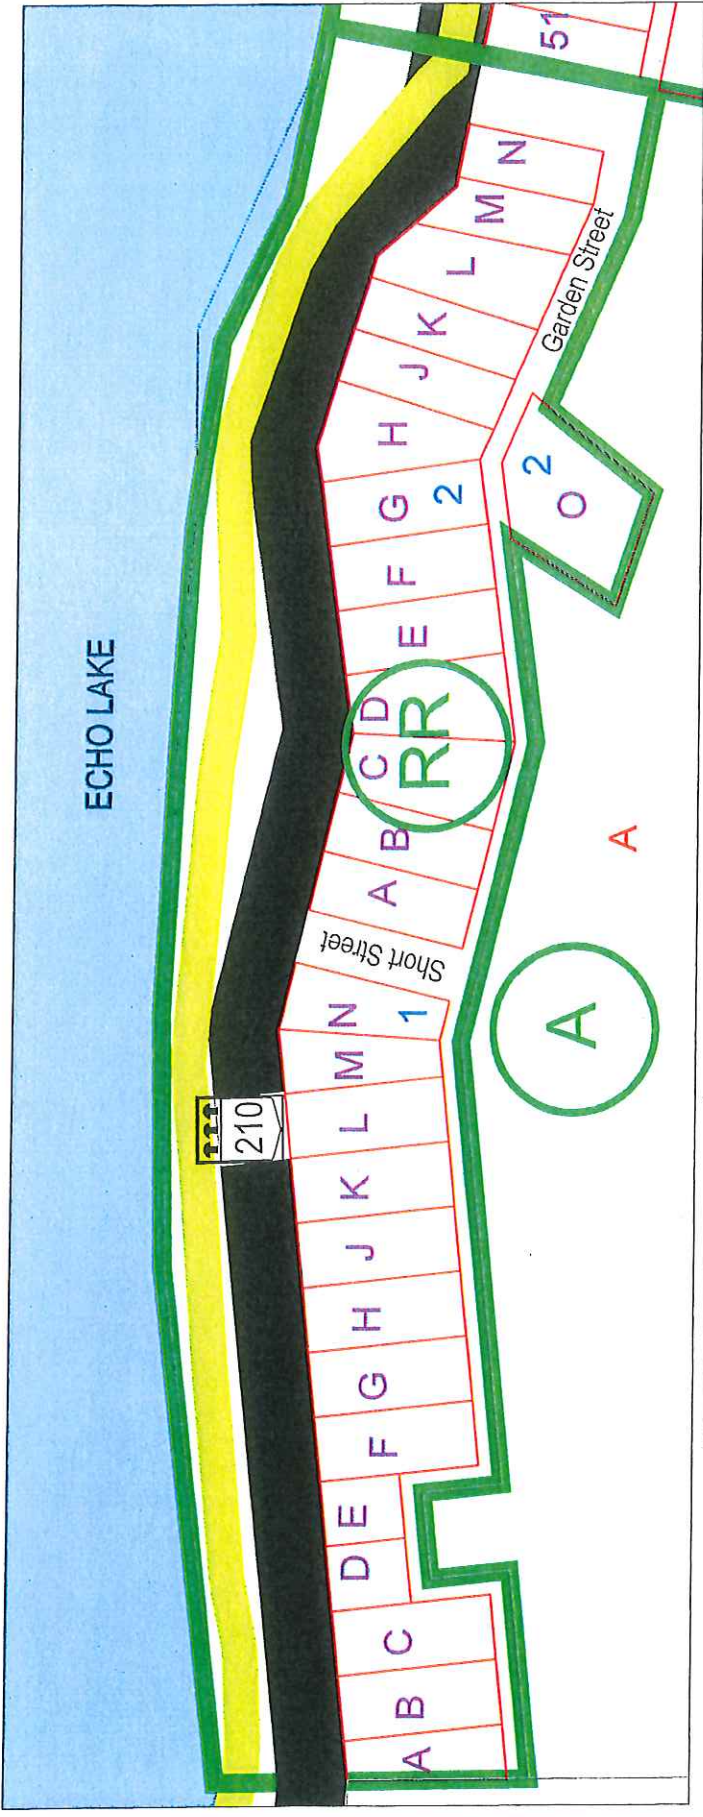 ECHO LAKE
210
A
B
C
D
E
F
G
H
J
K
L
M
N
1
Short Street
A
B
C
D
E
F
G
2
H
J
K
L
M
N
51
Garden Street
2
O
RR
A
A